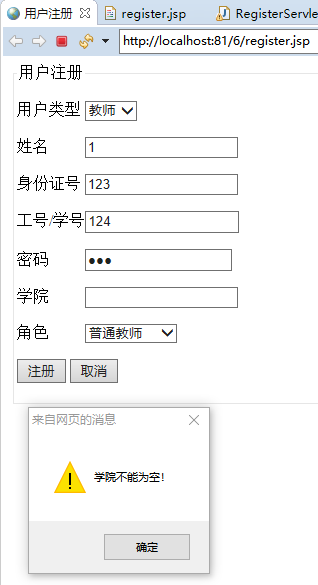 用户注册 register.jsp RegisterServle
http://localhost:81/6/register.jsp
用户注册
用户类型 教师
姓名 1
身份证号 123
工号/学号 124
密码 ●●●
学院
角色 普通教师
注册 取消
来自网页的消息
学院不能为空!
确定